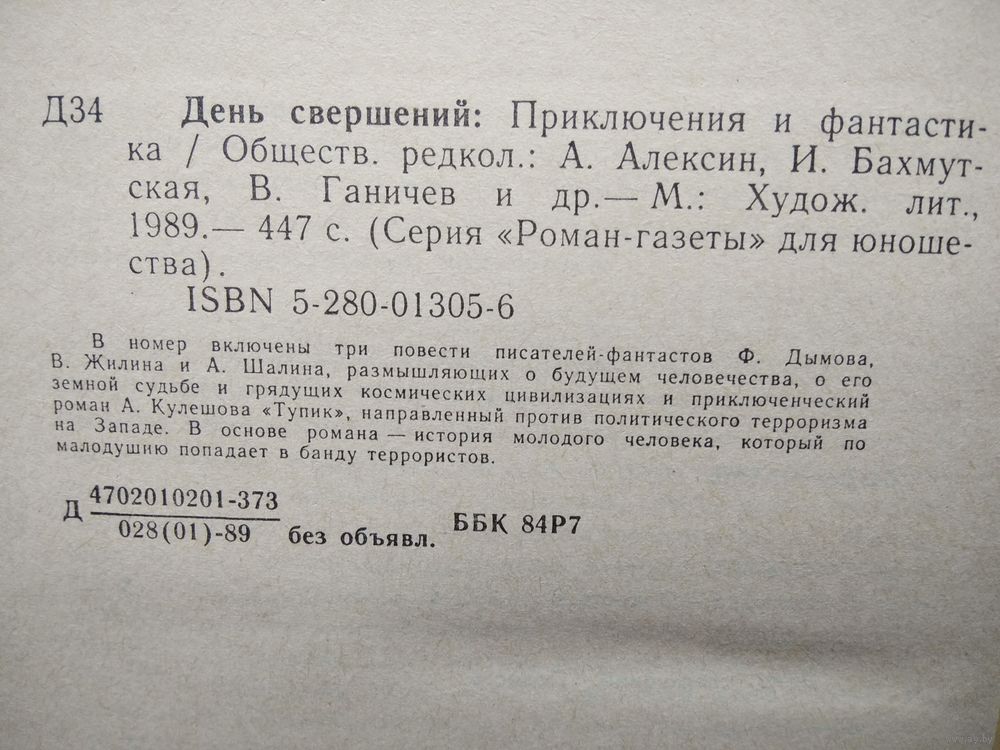 Д34 День свершений: Приключения и фантасти-
ка / Обществ. редкол.: А. Алексин, И. Бахмут-
ская, В. Ганичев и др.— М.: Худож. лит.,
1989.— 447 с. (Серия «Роман-газеты» для юноше-
ства).
ISBN 5-280-01305-6
В номер включены три повести писателей-фантастов Ф. Дымова,
В. Жилина и А. Шалина, размышляющих о будущем человечества, о его
земной судьбе и грядущих космических цивилизациях и приключенческий
роман А. Кулешова «Тупик», направленный против политического терроризма
на Западе. В основе романа — история молодого человека, который по
малодушию попадает в банду террористов.
Д 4702010201-373
028(01)-89 без объявл. ББК 84Р7